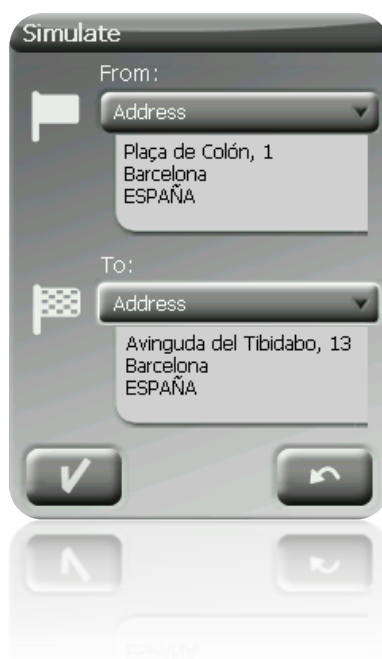 Simulate
From:
Address
Plaça de Colón, 1
Barcelona
ESPAÑA
To:
Address
Avinguda del Tibidabo, 13
Barcelona
ESPAÑA